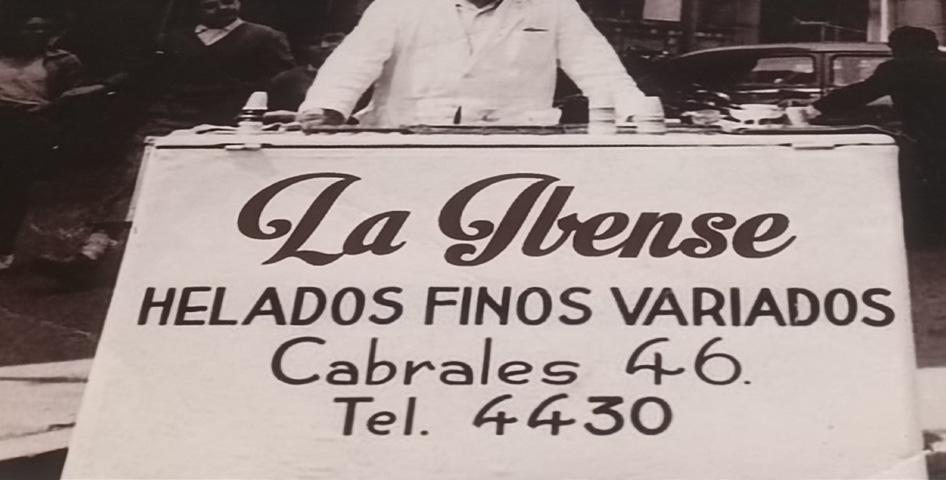 La Ibense
HELADOS FINOS VARIADOS
Cabrales 46.
Tel. 4430